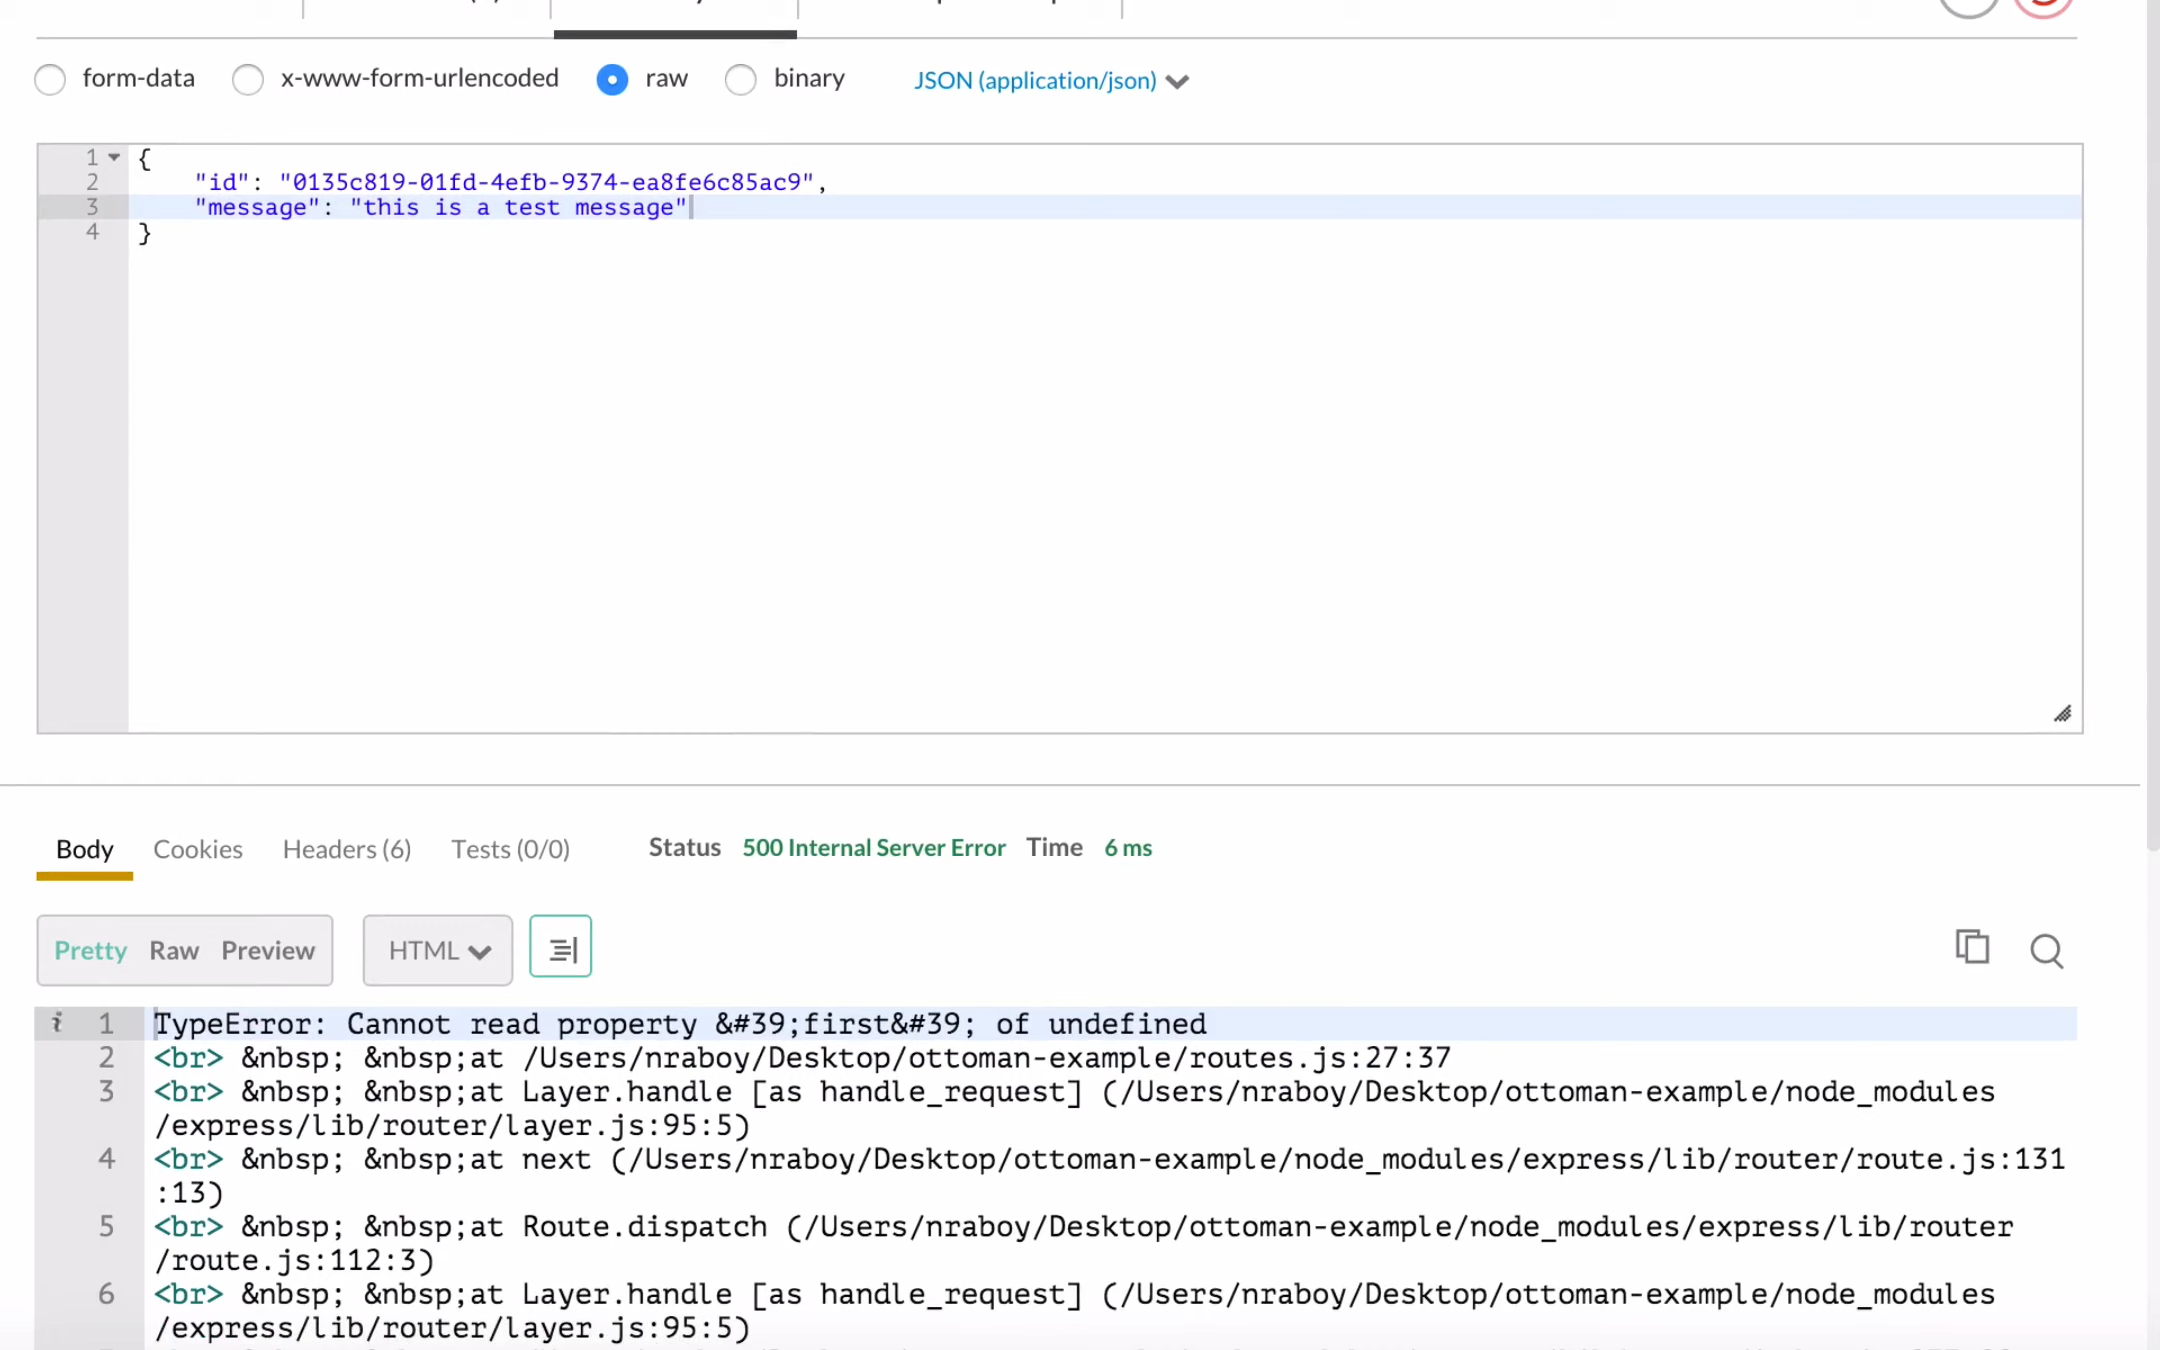 form-data x-www-form-urlencoded raw binary JSON (application/json)
1 {
2 "id": "0135c819-01fd-4efb-9374-ea8fe6c85ac9",
3 "message": "this is a test message"
4 }
Body Cookies Headers (6) Tests (0/0) Status 500 Internal Server Error Time 6 ms
Pretty Raw Preview HTML
i 1 TypeError: Cannot read property &#39;first&#39; of undefined
2 <br> &nbsp; &nbsp;at /Users/nraboy/Desktop/ottoman-example/routes.js:27:37
3 <br> &nbsp; &nbsp;at Layer.handle [as handle_request] (/Users/nraboy/Desktop/ottoman-example/node_modules
/express/lib/router/layer.js:95:5)
4 <br> &nbsp; &nbsp;at next (/Users/nraboy/Desktop/ottoman-example/node_modules/express/lib/router/route.js:131
:13)
5 <br> &nbsp; &nbsp;at Route.dispatch (/Users/nraboy/Desktop/ottoman-example/node_modules/express/lib/router
/route.js:112:3)
6 <br> &nbsp; &nbsp;at Layer.handle [as handle_request] (/Users/nraboy/Desktop/ottoman-example/node_modules
/express/lib/router/layer.js:95:5)